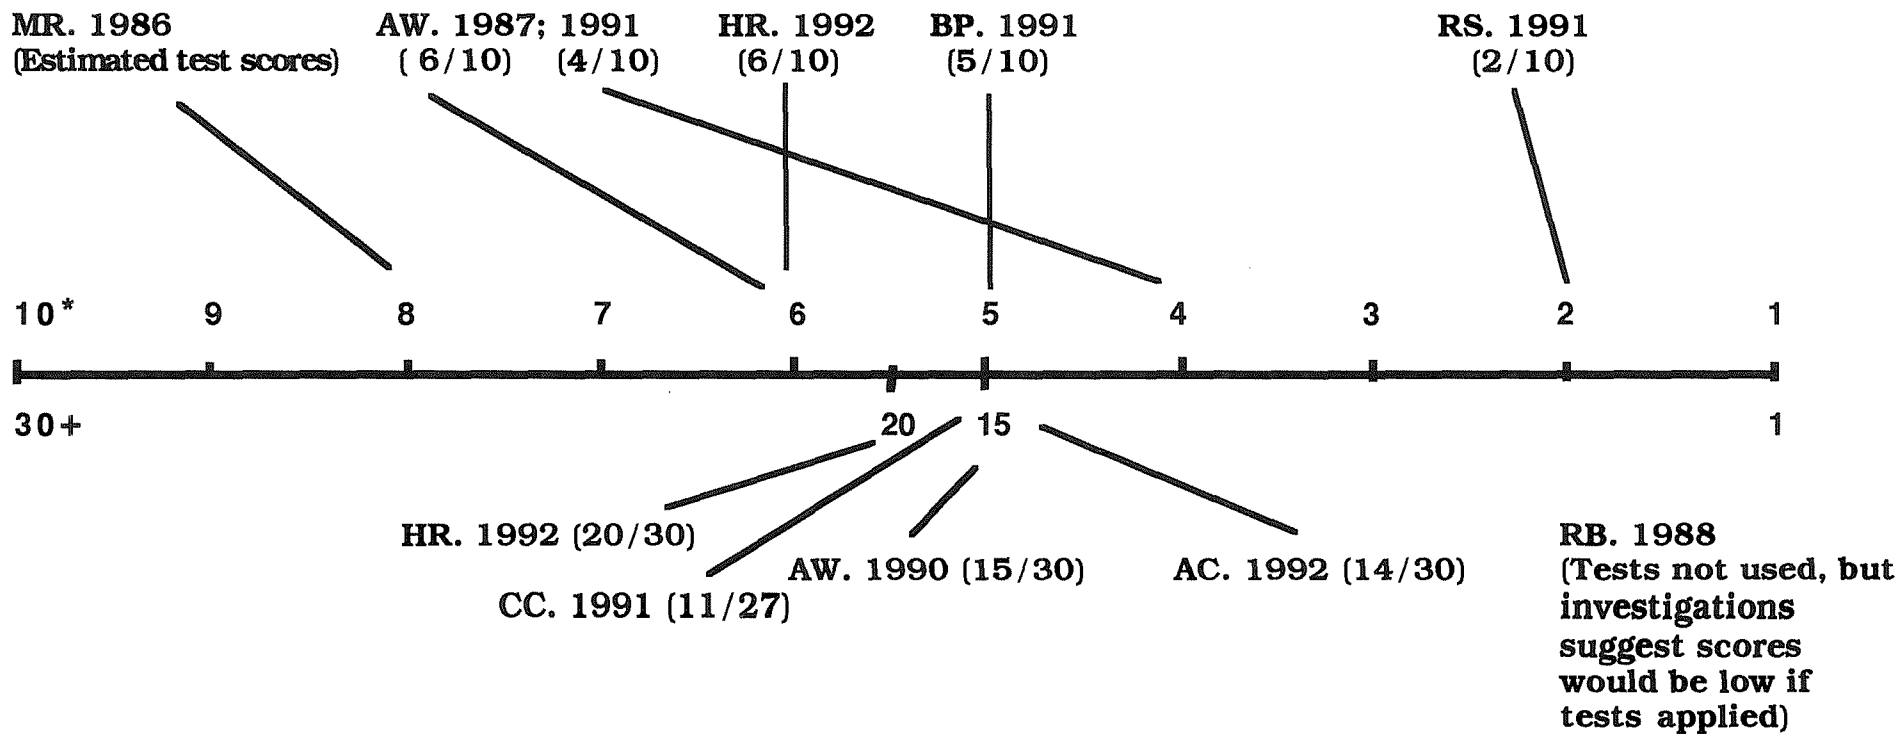 MR. 1986 AW. 1987; 1991 HR. 1992 BP. 1991 RS. 1991
(Estimated test scores) ( 6/10) (4/10) (6/10) (5/10) (2/10)
10* 9 8 7 6 5 4 3 2 1
30+ 20 15 1
HR. 1992 (20/30)
CC. 1991 (11/27)
AW. 1990 (15/30)
AC. 1992 (14/30)
RB. 1988
(Tests not used, but
investigations
suggest scores
would be low if
tests applied)